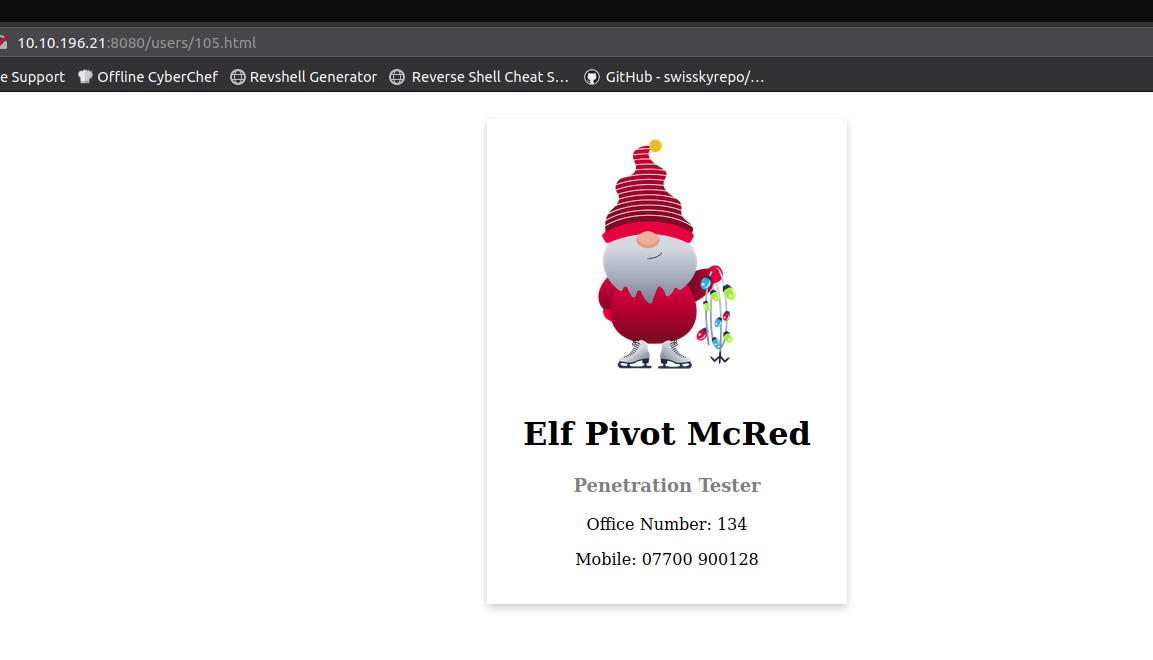 10.10.196.21:8080/users/105.html
e Support Offline CyberChef Revshell Generator Reverse Shell Cheat S… GitHub - swisskyrepo/…
Elf Pivot McRed
Penetration Tester
Office Number: 134
Mobile: 07700 900128